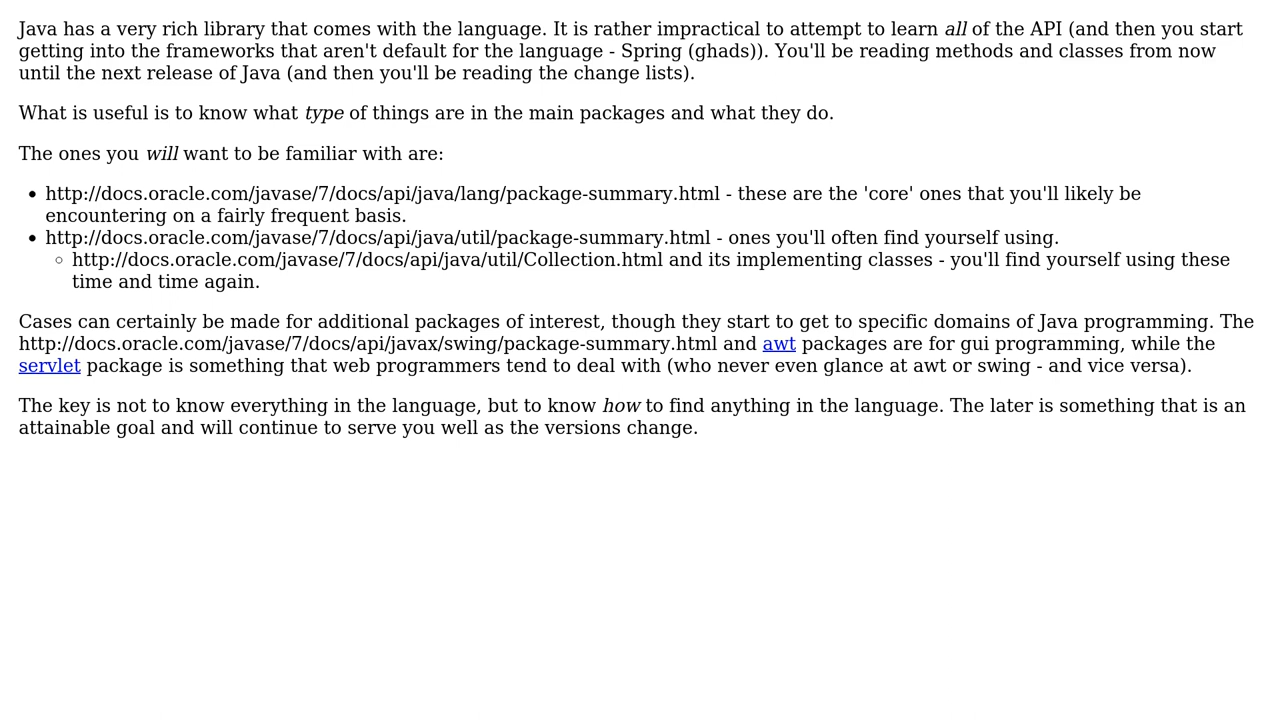 Java has a very rich library that comes with the language. It is rather impractical to attempt to learn all of the API (and then you start
getting into the frameworks that aren't default for the language - Spring (ghads)). You'll be reading methods and classes from now
until the next release of Java (and then you'll be reading the change lists).
What is useful is to know what type of things are in the main packages and what they do.
The ones you will want to be familiar with are:
http://docs.oracle.com/javase/7/docs/api/java/lang/package-summary.html - these are the 'core' ones that you'll likely be
encountering on a fairly frequent basis.
http://docs.oracle.com/javase/7/docs/api/java/util/package-summary.html - ones you'll often find yourself using.
http://docs.oracle.com/javase/7/docs/api/java/util/Collection.html and its implementing classes - you'll find yourself using these
time and time again.
Cases can certainly be made for additional packages of interest, though they start to get to specific domains of Java programming. The
http://docs.oracle.com/javase/7/docs/api/javax/swing/package-summary.html and awt packages are for gui programming, while the
servlet package is something that web programmers tend to deal with (who never even glance at awt or swing - and vice versa).
The key is not to know everything in the language, but to know how to find anything in the language. The later is something that is an
attainable goal and will continue to serve you well as the versions change.